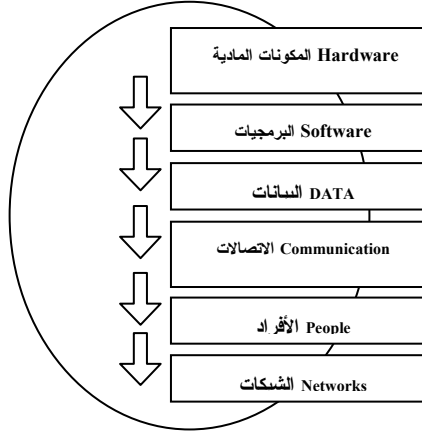 المكونات المادية Hardware
البرمجيات Software
البيانات DATA
الاتصالات Communication
الأفراد People
الشبكات Networks